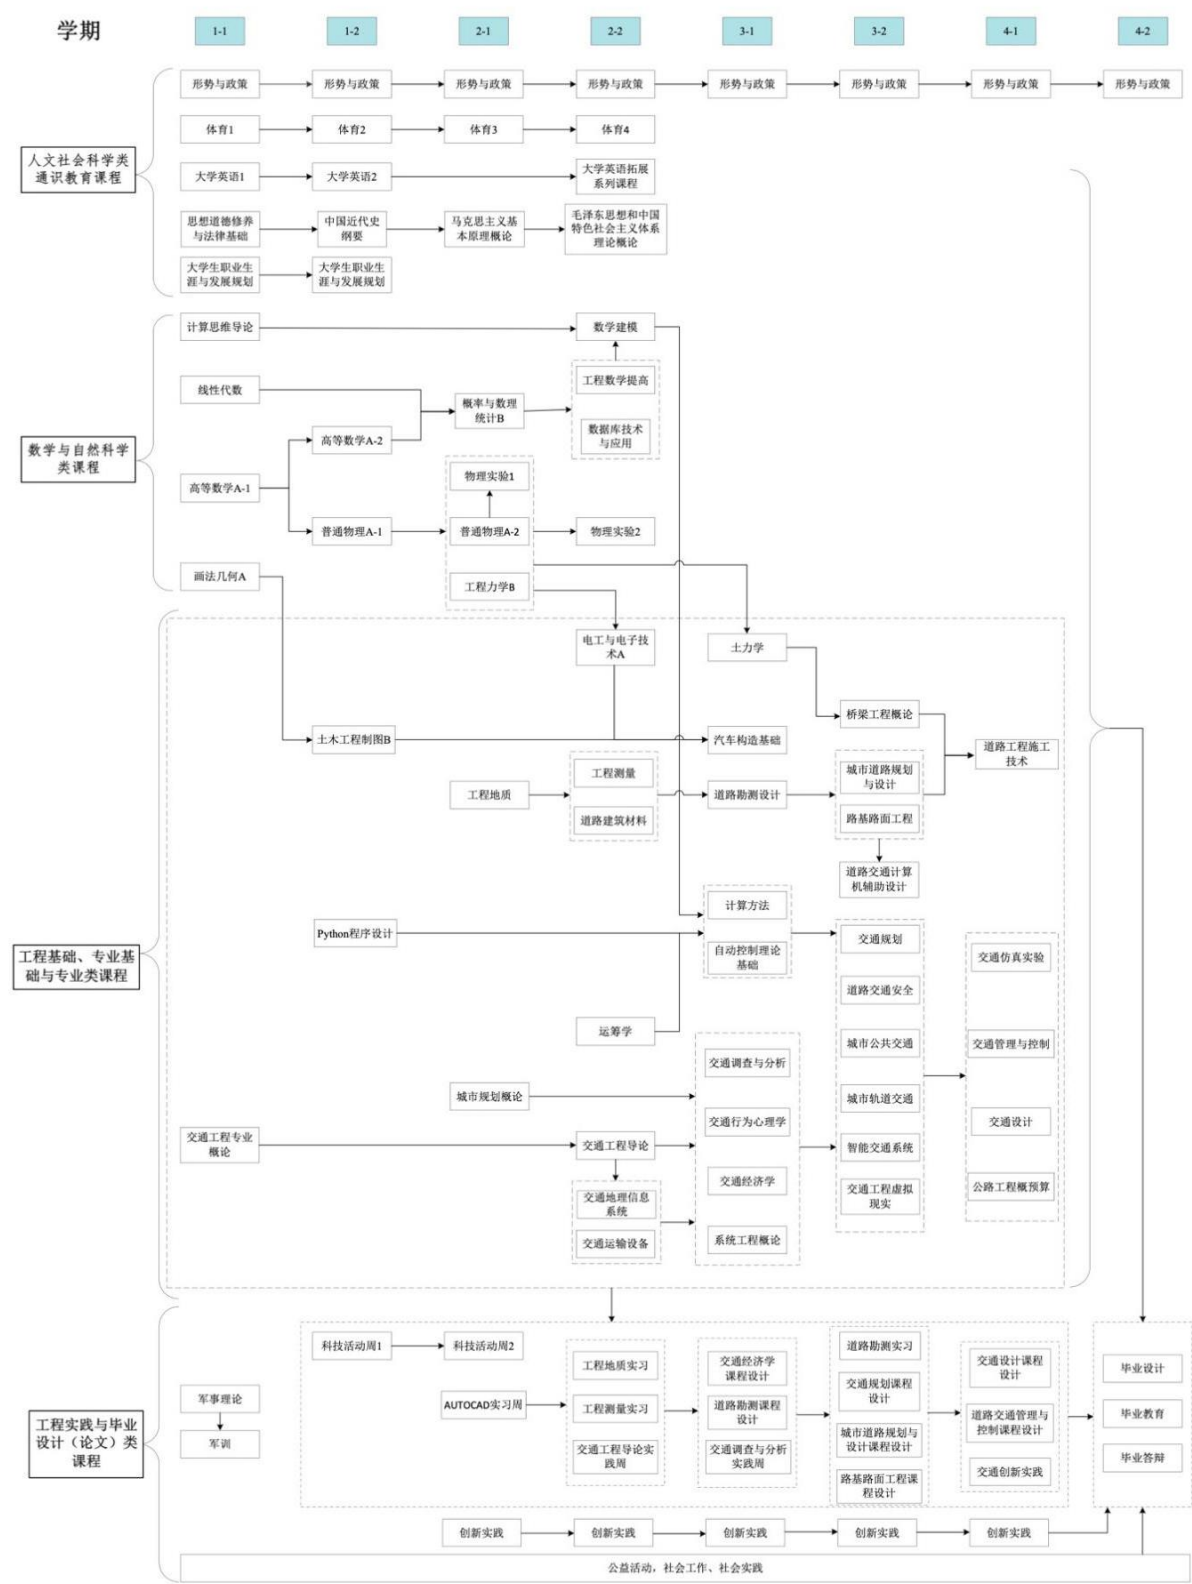 学期
1-1
1-2
2-1
2-2
3-1
3-2
4-1
4-2
人文社会科学类
通识教育课程
形势与政策
形势与政策
形势与政策
形势与政策
形势与政策
形势与政策
形势与政策
形势与政策
体育1
体育2
体育3
体育4
大学英语1
大学英语2
大学英语拓展
系列课程
思想道德修养
与法律基础
中国近代史
纲要
马克思主义基
本原理概论
毛泽东思想和中国
特色社会主义体系
理论概论
大学生职业生
涯与发展规划
大学生职业生
涯与发展规划
数学与自然科学
类课程
计算思维导论
数学建模
线性代数
概率与数理
统计B
工程数学提高
数据库技术
与应用
高等数学A-2
高等数学A-1
物理实验1
普通物理A-1
普通物理A-2
物理实验2
画法几何A
工程力学B
工程基础、专业基
础与专业类课程
电工与电子技
术A
土力学
桥梁工程概论
土木工程制图B
汽车构造基础
道路工程施工
技术
工程地质
工程测量
道路建筑材料
道路勘测设计
城市道路规划
与设计
路基路面工程
道路交通计算
机辅助设计
Python程序设计
计算方法
自动控制理论
基础
运筹学
交通规划
道路交通安全
城市公共交通
城市轨道交通
智能交通系统
交通工程虚拟
现实
交通仿真实验
交通管理与控制
交通设计
公路工程概预算
城市规划概论
交通调查与分析
交通行为心理学
交通经济学
系统工程概论
交通工程专业
概论
交通工程导论
交通地理信息
系统
交通运输设备
工程实践与毕业
设计（论文）类
课程
军事理论
军训
科技活动周1
科技活动周2
AUTOCAD实习周
工程地质实习
工程测量实习
交通工程导论实
践周
交通经济学
课程设计
道路勘测课程
设计
交通调查与分析
实践周
道路勘测实习
交通规划课程
设计
城市道路规划与
设计课程设计
路基路面工程课
程设计
交通设计课程
设计
道路交通管理与
控制课程设计
交通创新实践
毕业设计
毕业教育
毕业答辩
创新实践
创新实践
创新实践
创新实践
创新实践
公益活动，社会工作、社会实践